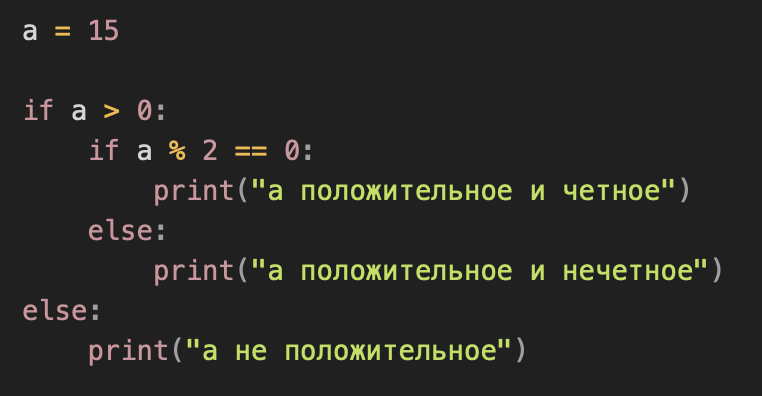 a = 15
if a > 0:
    if a % 2 == 0:
        print("a положительное и четное")
    else:
        print("a положительное и нечетное")
else:
    print("a не положительное")